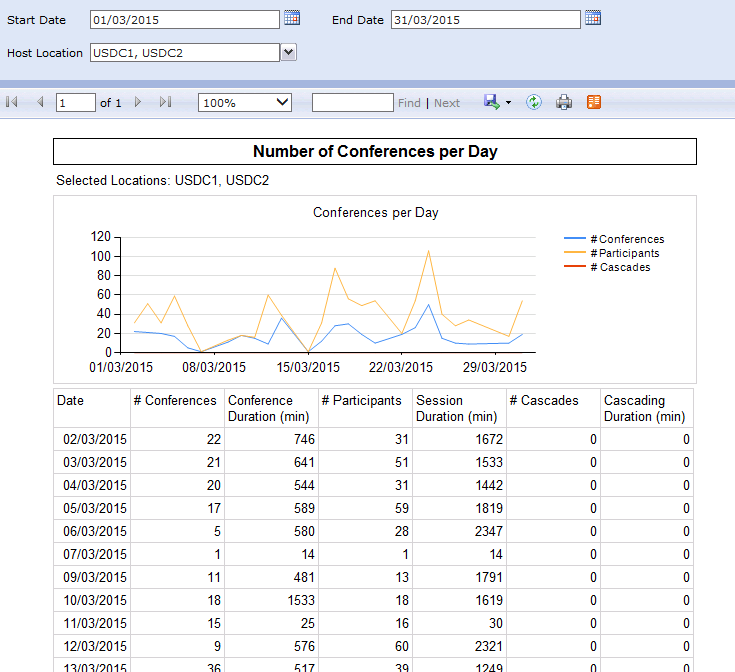 Start Date 01/03/2015 End Date 31/03/2015
Host Location USDC1, USDC2
1 of 1 100% Find | Next
Number of Conferences per Day
Selected Locations: USDC1, USDC2
Conferences per Day
120
100
80
60
40
20
0
01/03/2015 08/03/2015 15/03/2015 22/03/2015 29/03/2015
# Conferences
# Participants
# Cascades
Date # Conferences Conference Duration (min) # Participants Session Duration (min) # Cascades Cascading Duration (min)
02/03/2015 22 746 31 1672 0 0
03/03/2015 21 641 51 1533 0 0
04/03/2015 20 544 31 1442 0 0
05/03/2015 17 589 59 1819 0 0
06/03/2015 5 580 28 2347 0 0
07/03/2015 1 14 1 14 0 0
09/03/2015 11 481 13 1791 0 0
10/03/2015 18 1533 18 1619 0 0
11/03/2015 15 25 16 30 0 0
12/03/2015 9 576 60 2321 0 0
13/03/2015 36 517 39 1249 0 0